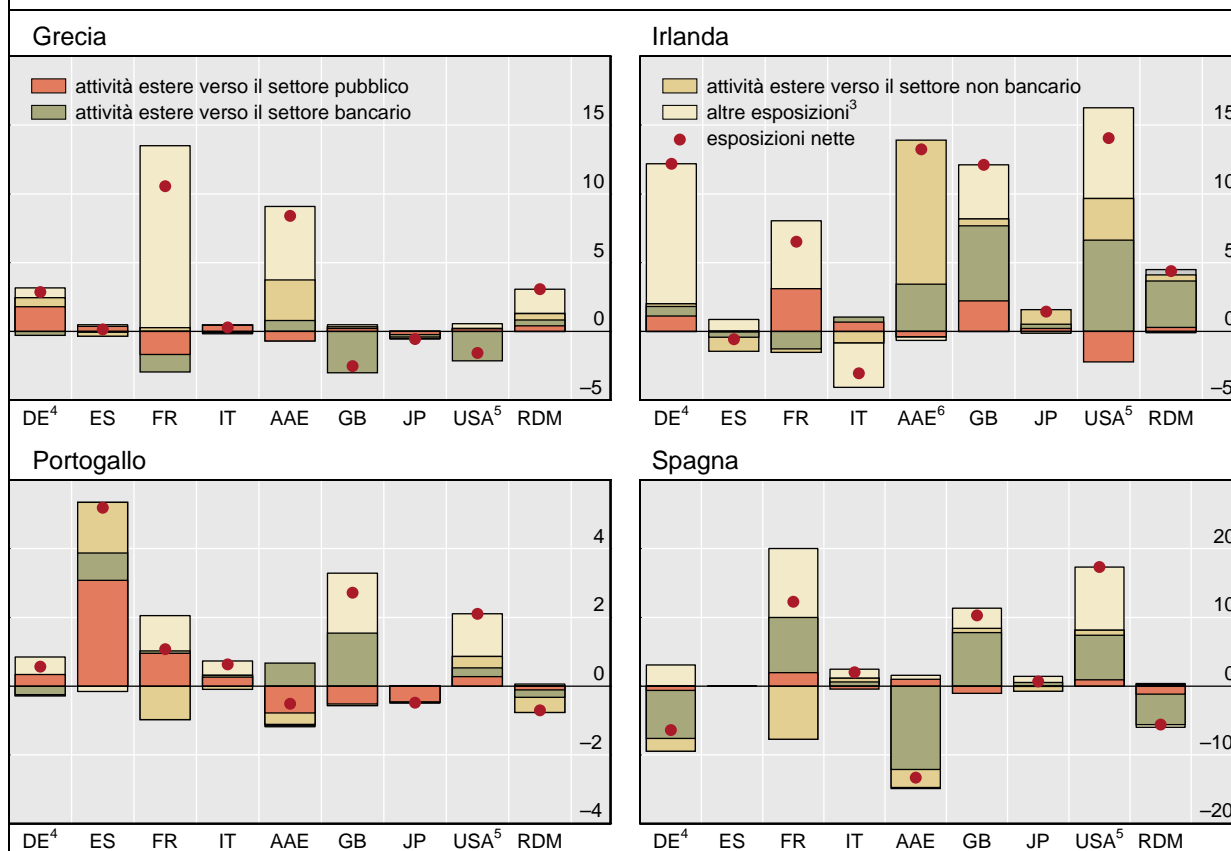 Grecia
attività estere verso il settore pubblico
attività estere verso il settore bancario
15
10
5
0
–5
DE4 ES FR IT AAE GB JP USA5 RDM
Irlanda
attività estere verso il settore non bancario
altre esposizioni3
esposizioni nette
15
10
5
0
–5
DE4 ES FR IT AAE6 GB JP USA5 RDM
Portogallo
4
2
0
–2
–4
DE4 ES FR IT AAE GB JP USA5 RDM
Spagna
20
10
0
–10
–20
DE4 ES FR IT AAE GB JP USA5 RDM